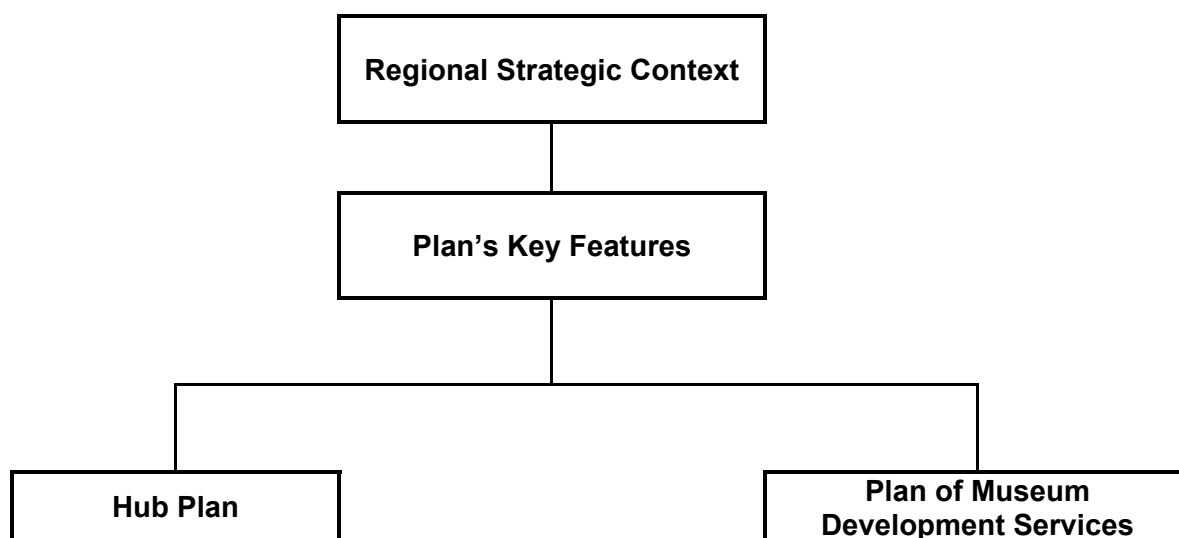 Regional Strategic Context
Plan’s Key Features
Hub Plan
Plan of Museum
Development Services